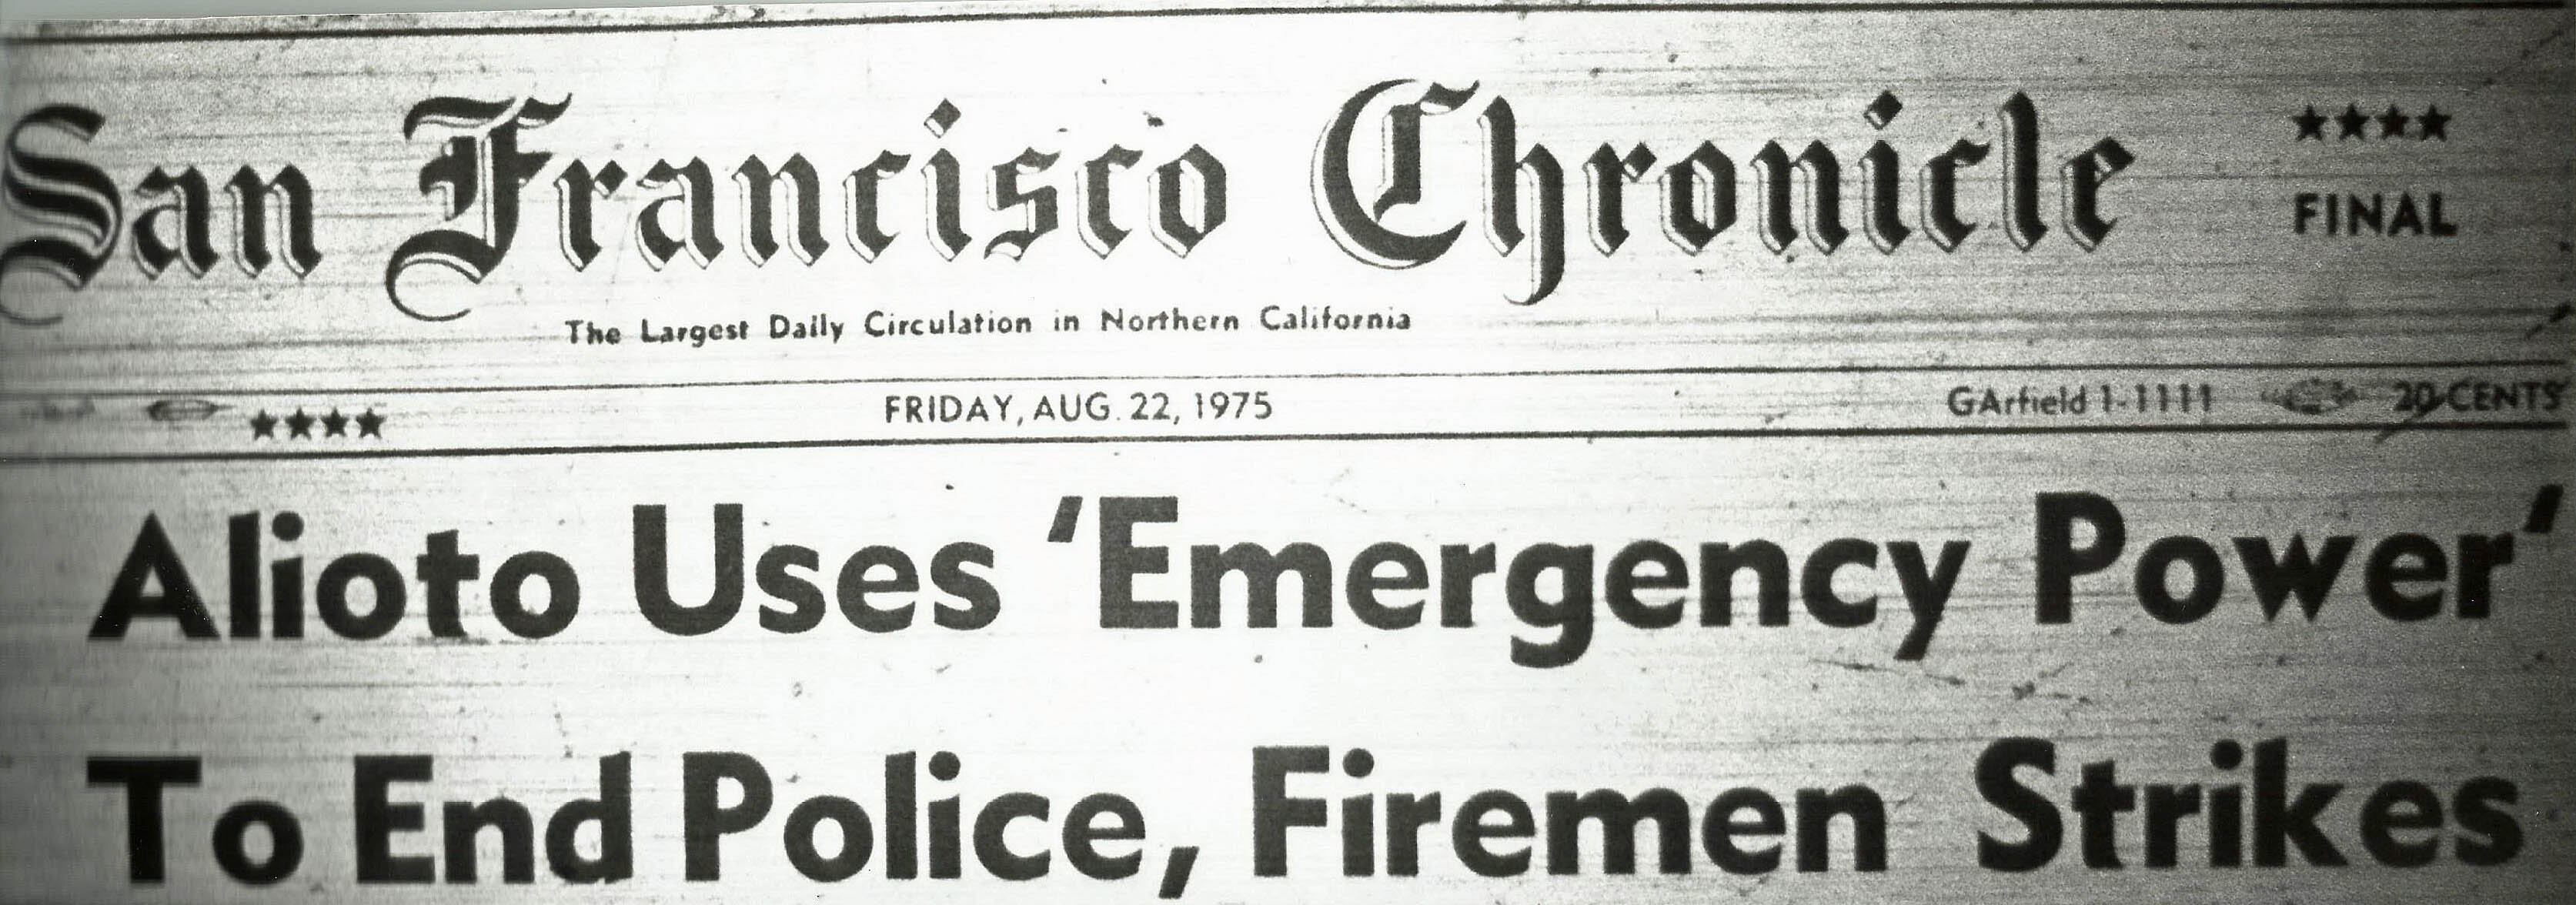 San Francisco Chronicle
★★★★
FINAL
The Largest Daily Circulation in Northern California
★★★★ FRIDAY, AUG. 22, 1975 GArfield 1-1111 20 CENTS
Alioto Uses ‘Emergency Power’
To End Police, Firemen Strikes